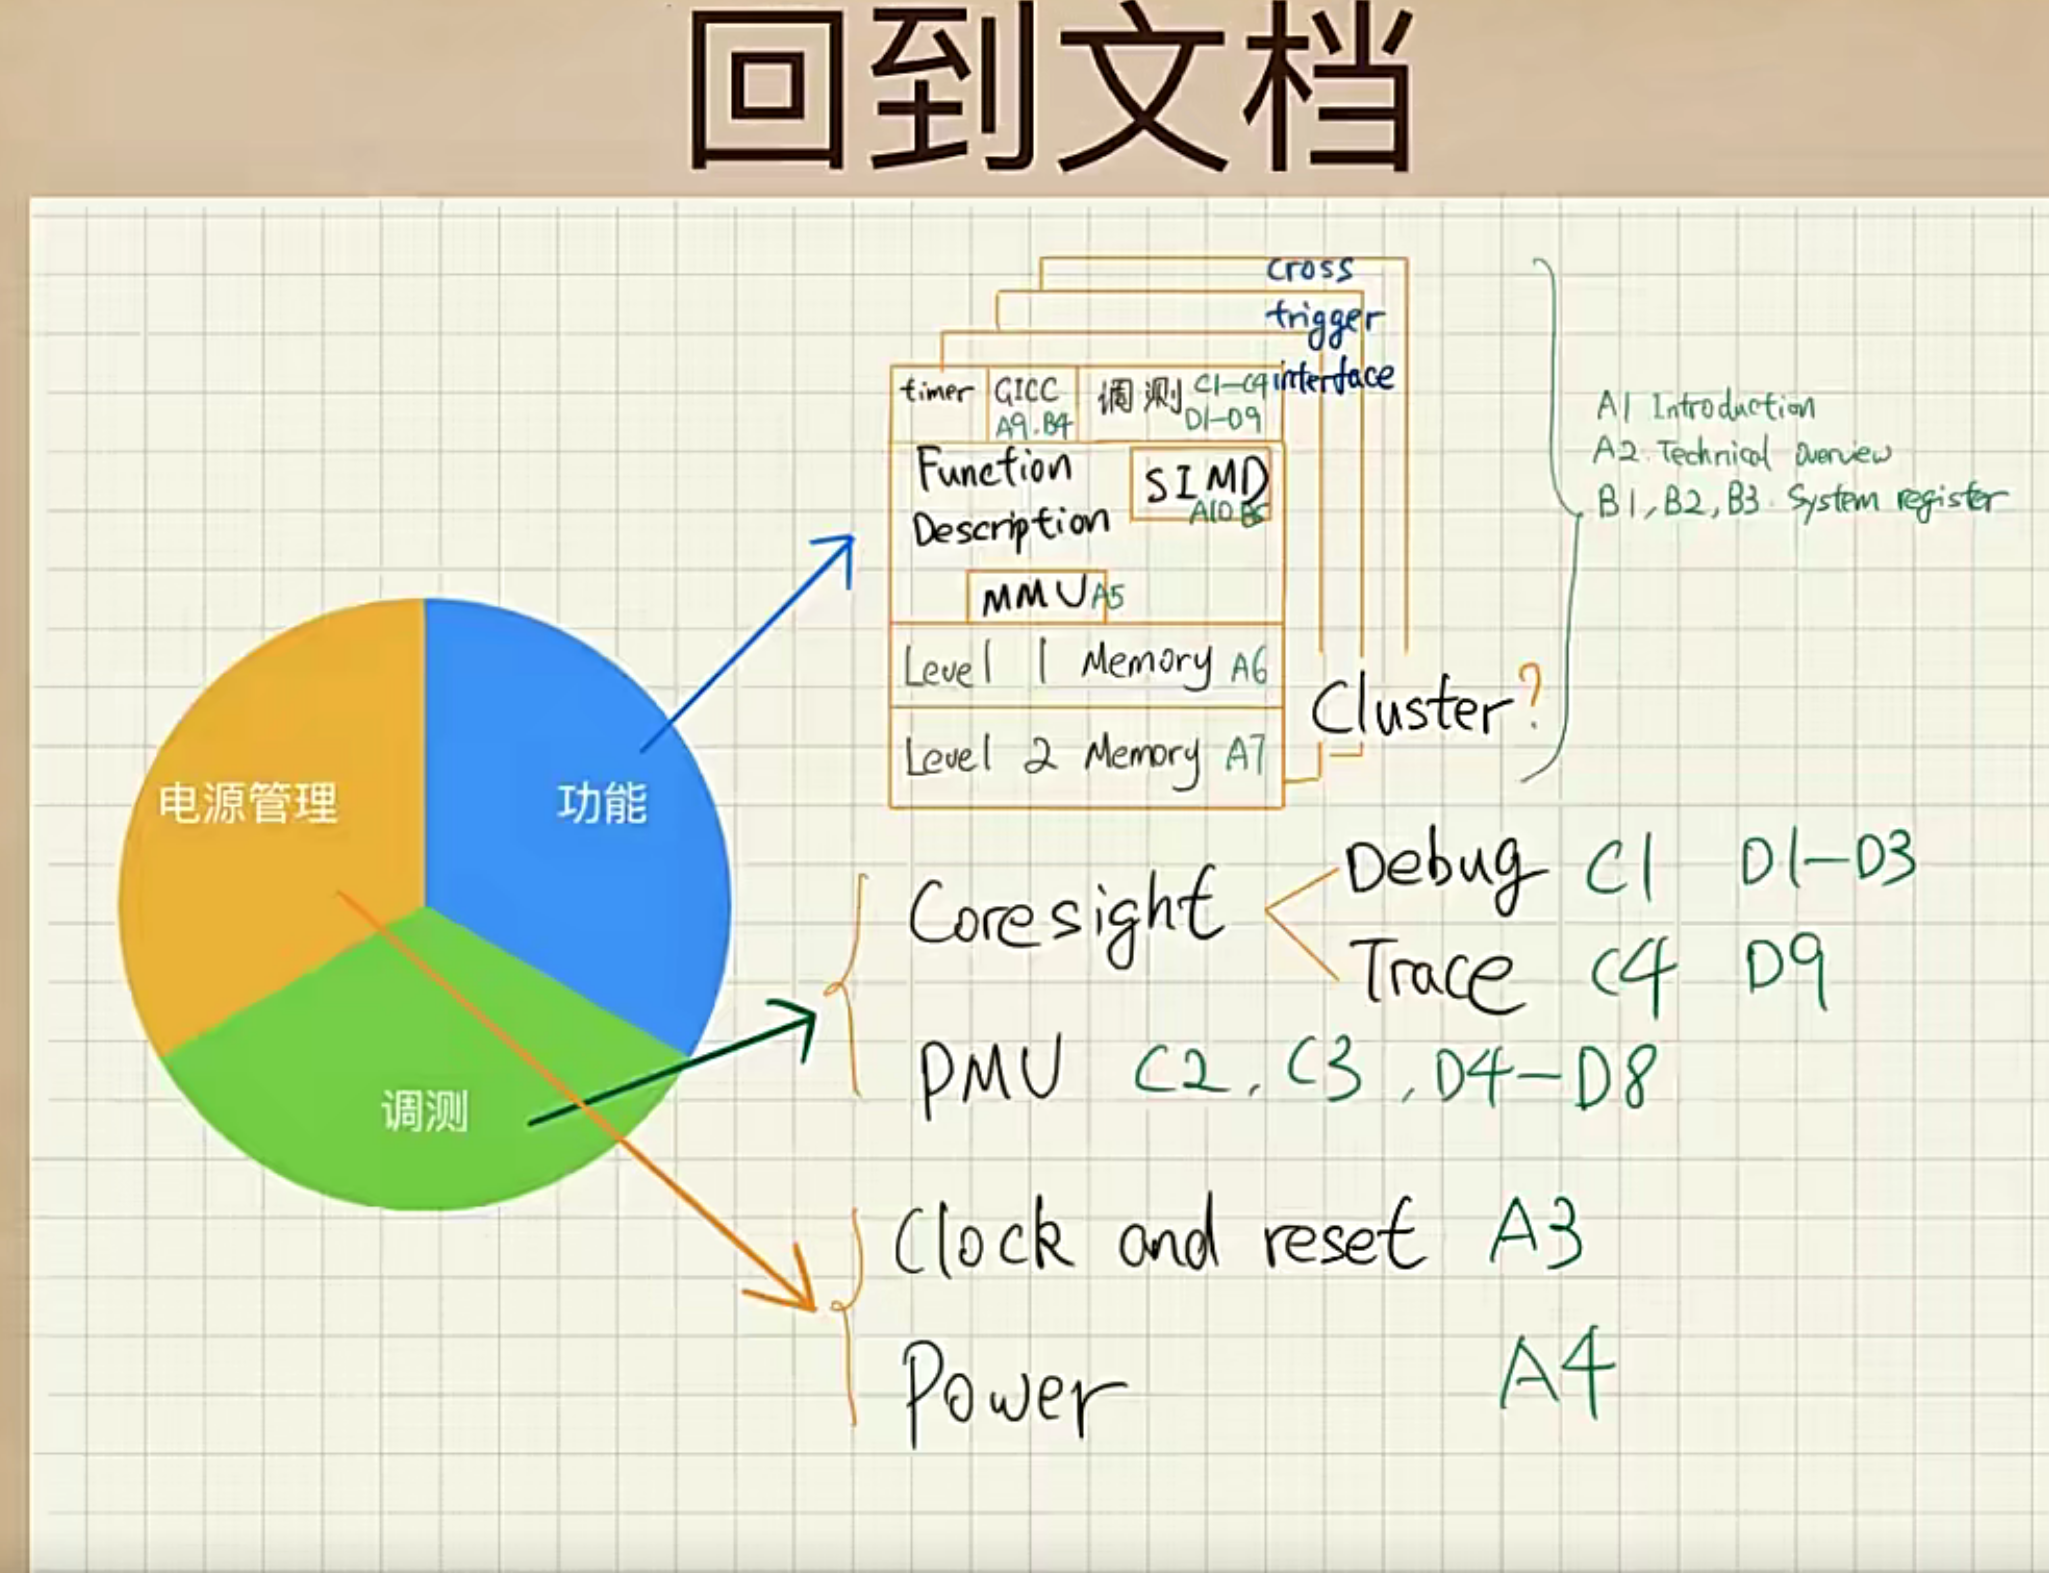 回到文档
cross
trigger
interface
timer GICC 调测 C1-C4
A9.B4 D1-D9
Function
Description
SIMD
A10 B5
MMU A5
Level 1 Memory A6
Level 2 Memory A7
Cluster?
A1 Introduction
A2. Technical Overview
B1, B2, B3. System register
电源管理
功能
调测
Coresight
Debug C1 D1-D3
Trace C4 D9
PMU C2, C3, D4-D8
Clock and reset A3
Power A4